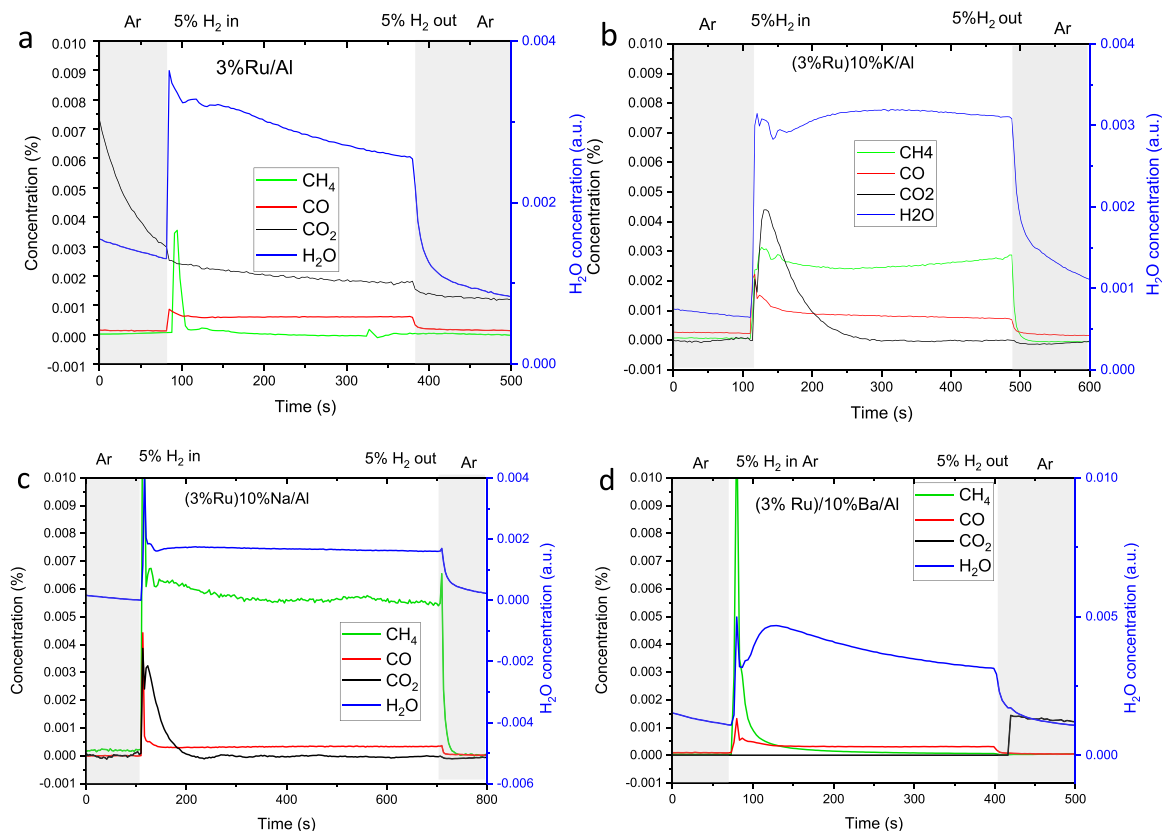 a
Ar
5% H₂ in
5% H₂ out
Ar
3%Ru/Al
0.010
0.009
0.008
0.007
0.006
0.005
0.004
0.003
0.002
0.001
0.000
-0.001
Concentration (%)
0.004
0.002
0.000
H₂O concentration (a.u.)
CH₄
CO
CO₂
H₂O
0 100 200 300 400 500
Time (s)
b
Ar
5%H₂ in
5%H₂ out
Ar
(3%Ru)10%K/Al
0.010
0.009
0.008
0.007
0.006
0.005
0.004
0.003
0.002
0.001
0.000
-0.001
Concentration (%)
0.004
0.003
0.002
0.001
0.000
H₂O concentration (a.u.)
CH4
CO
CO2
H2O
0 100 200 300 400 500 600
Time (s)
c
Ar
5% H₂ in
5% H₂ out
Ar
(3%Ru)10%Na/Al
0.010
0.009
0.008
0.007
0.006
0.005
0.004
0.003
0.002
0.001
0.000
-0.001
Concentration (%)
0.004
0.002
0.000
-0.002
-0.004
-0.006
H₂O concentration (a.u.)
CH₄
CO
CO₂
H₂O
0 200 400 600 800
Time (s)
d
Ar
5% H₂ in Ar
5% H₂ out
Ar
(3% Ru)/10%Ba/Al
0.010
0.009
0.008
0.007
0.006
0.005
0.004
0.003
0.002
0.001
0.000
-0.001
Concentration (%)
0.010
0.005
0.000
H₂O concentration (a.u.)
CH₄
CO
CO₂
H₂O
0 100 200 300 400 500
Time (s)